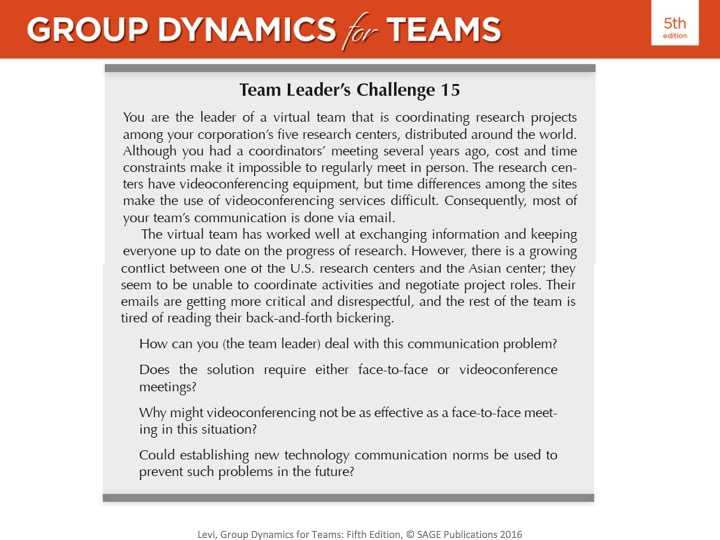 GROUP DYNAMICS for TEAMS
5th
edition
Team Leader's Challenge 15
You are the leader of a virtual team that is coordinating research projects
among your corporation's five research centers, distributed around the world.
Although you had a coordinators' meeting several years ago, cost and time
constraints make it impossible to regularly meet in person. The research cen-
ters have videoconferencing equipment, but time differences among the sites
make the use of videoconferencing services difficult. Consequently, most of
your team's communication is done via email.
The virtual team has worked well at exchanging information and keeping
everyone up to date on the progress of research. However, there is a growing
conflict between one of the U.S. research centers and the Asian center; they
seem to be unable to coordinate activities and negotiate project roles. Their
emails are getting more critical and disrespectful, and the rest of the team is
tired of reading their back-and-forth bickering.
How can you (the team leader) deal with this communication problem?
Does the solution require either face-to-face or videoconference
meetings?
Why might videoconferencing not be as effective as a face-to-face meet-
ing in this situation?
Could establishing new technology communication norms be used to
prevent such problems in the future?
Levi, Group Dynamics for Teams: Fifth Edition, © SAGE Publications 2016